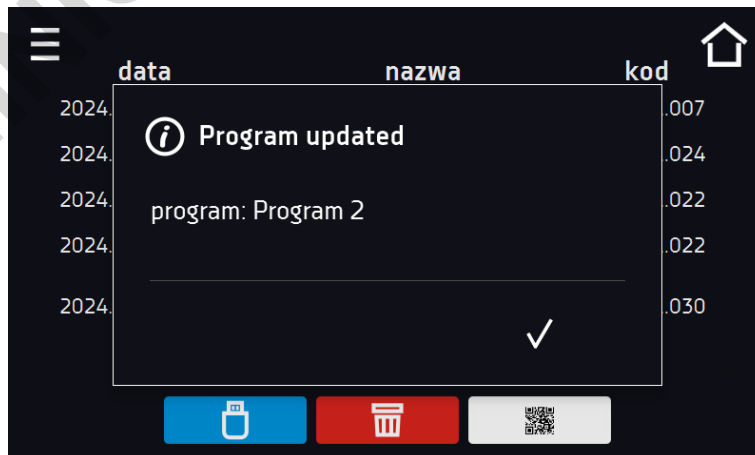 data nazwa kod
2024. .007
Program updated
2024. .024
2024. .022
program: Program 2
2024. .022
2024. .030